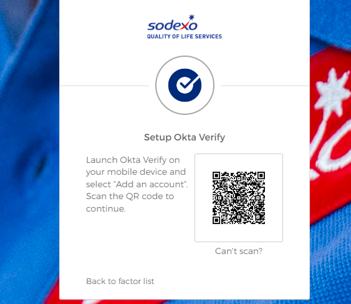 sodexo
QUALITY OF LIFE SERVICES
Setup Okta Verify
Launch Okta Verify on
your mobile device and
select "Add an account".
Scan the QR code to
continue.
Can't scan?
Back to factor list